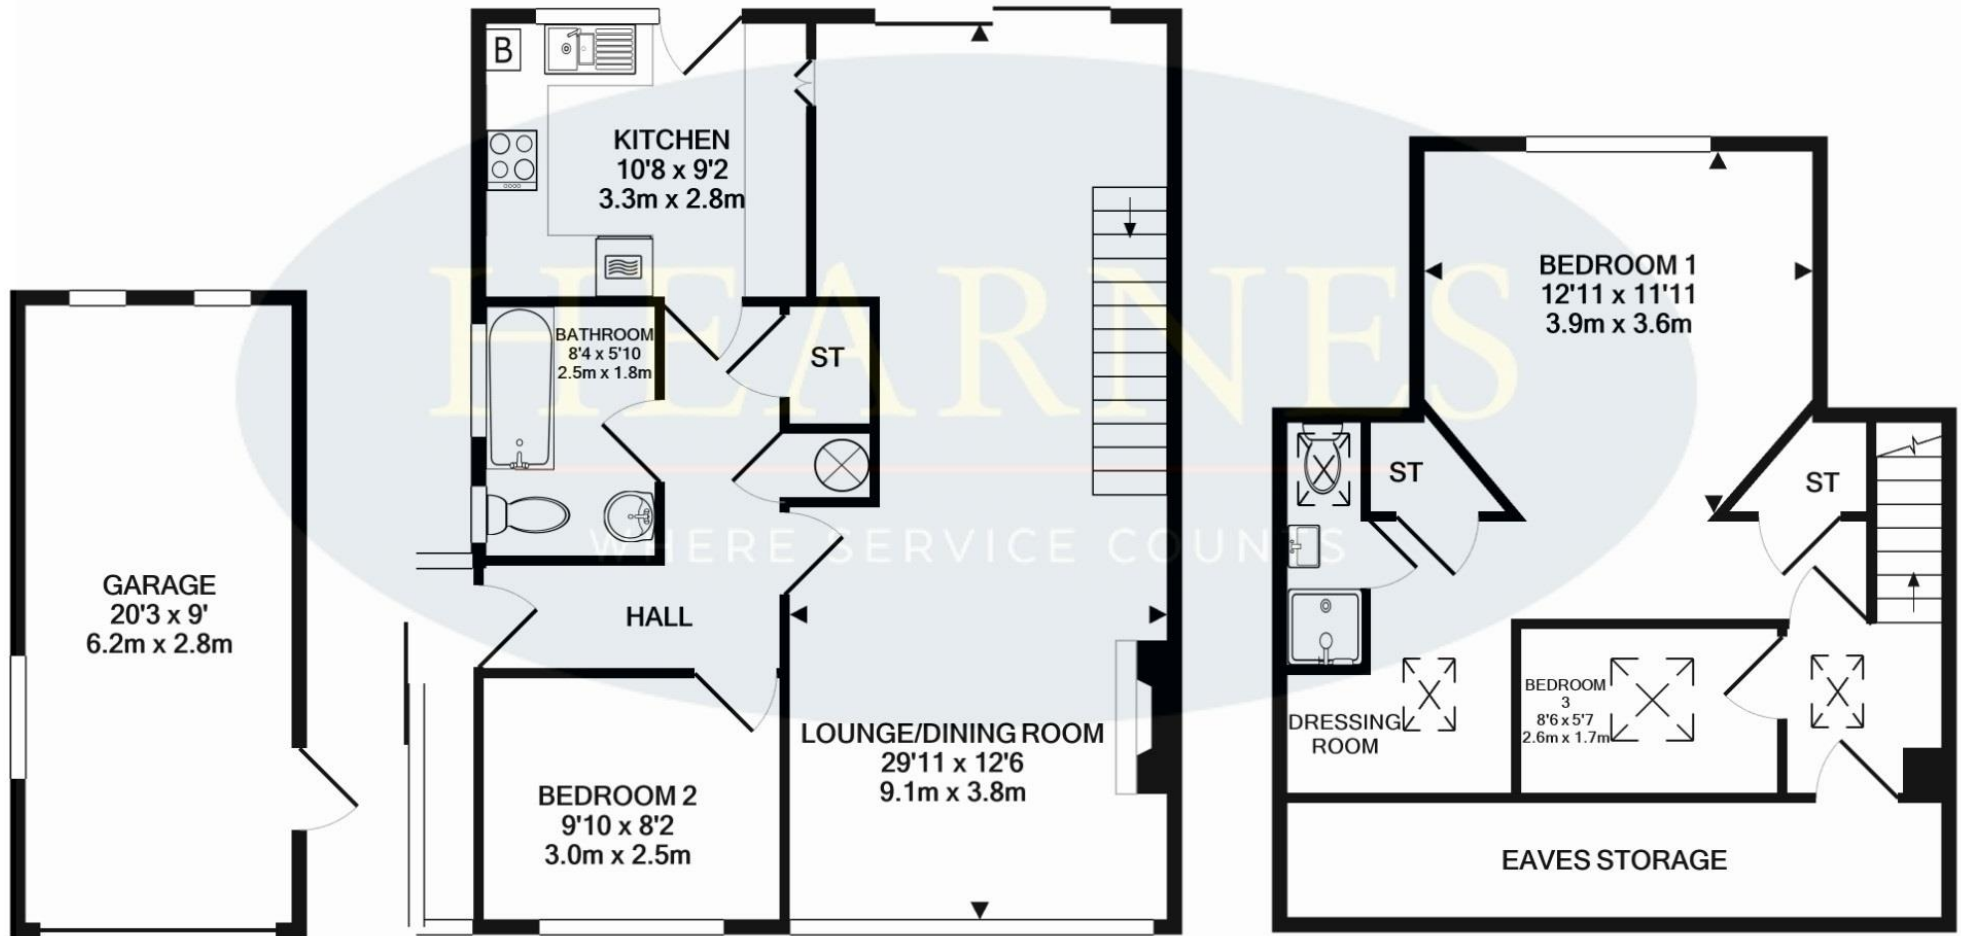 B
KITCHEN
10'8 x 9'2
3.3m x 2.8m
BATHROOM
8'4 x 5'10
2.5m x 1.8m
ST
HALL
GARAGE
20'3 x 9'
6.2m x 2.8m
BEDROOM 2
9'10 x 8'2
3.0m x 2.5m
LOUNGE/DINING ROOM
29'11 x 12'6
9.1m x 3.8m
HEARNES
WHERE SERVICE COUNTS
BEDROOM 1
12'11 x 11'11
3.9m x 3.6m
ST
ST
DRESSING
ROOM
BEDROOM
3
8'6 x 5'7
2.6m x 1.7m
EAVES STORAGE